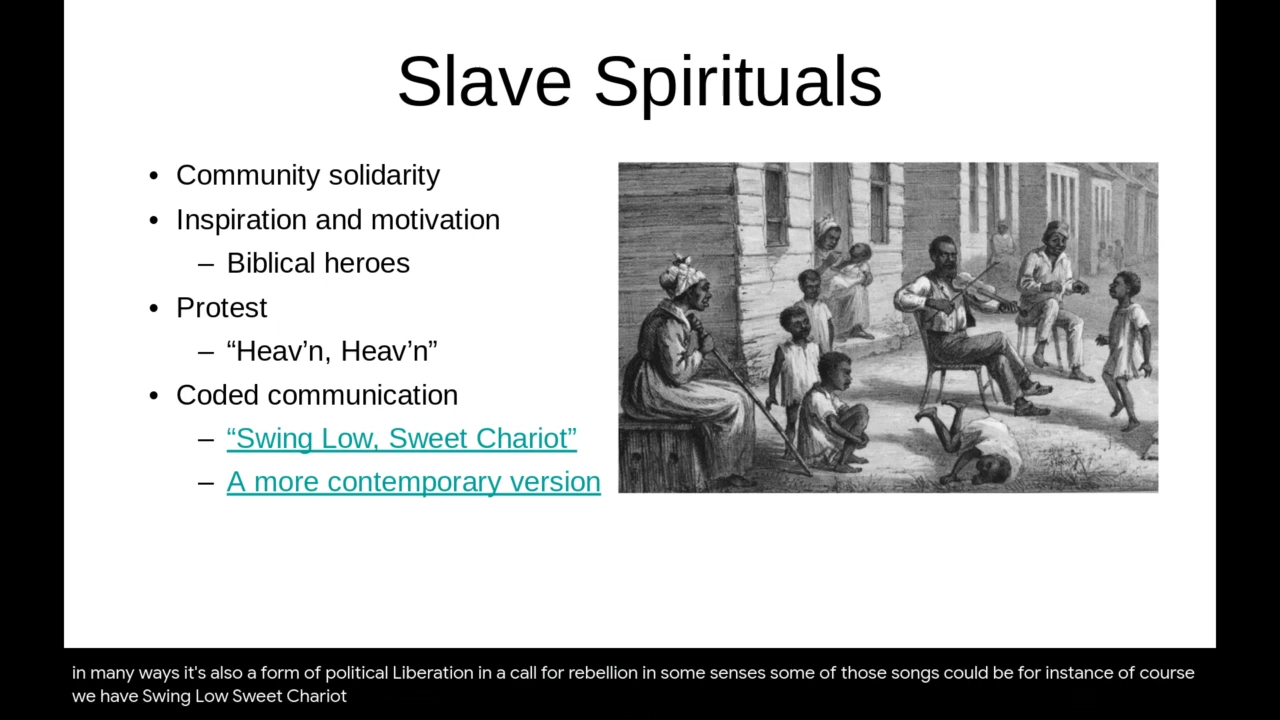 Slave Spirituals
• Community solidarity
• Inspiration and motivation
– Biblical heroes
• Protest
– “Heav’n, Heav’n”
• Coded communication
– “Swing Low, Sweet Chariot”
– A more contemporary version
in many ways it's also a form of political Liberation in a call for rebellion in some senses some of those songs could be for instance of course
we have Swing Low Sweet Chariot